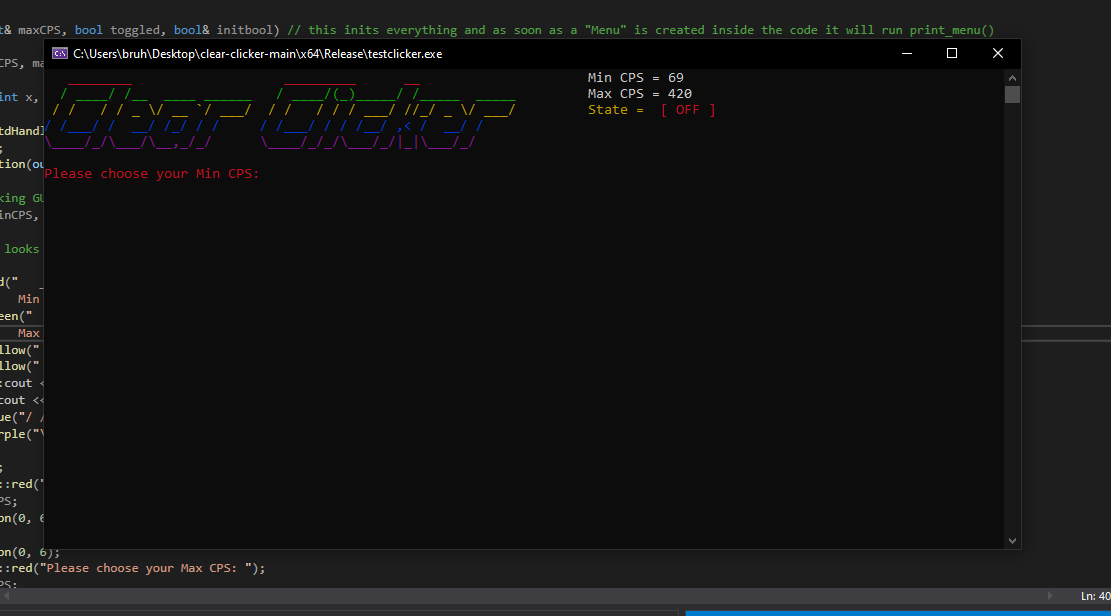 t& maxCPS, bool toggled, bool& initbool) // this inits everything and as soon as a "Menu" is created inside the code it will run print_menu()
C:\Users\bruh\Desktop\clear-clicker-main\x64\Release\testclicker.exe
Min CPS = 69
Max CPS = 420
State = [ OFF ]
Please choose your Min CPS:
CPS, ma
int x,
tdHandl
;
tion(ou
king GU
inCPS,
looks
d("
Min
een("
Max
llow("
llow("
:cout <
cout <<
ue("/ /
rple("\
;
::red("
PS;
on(0, 6
on(0, 6);
::red("Please choose your Max CPS: ");
PS;
Ln: 40